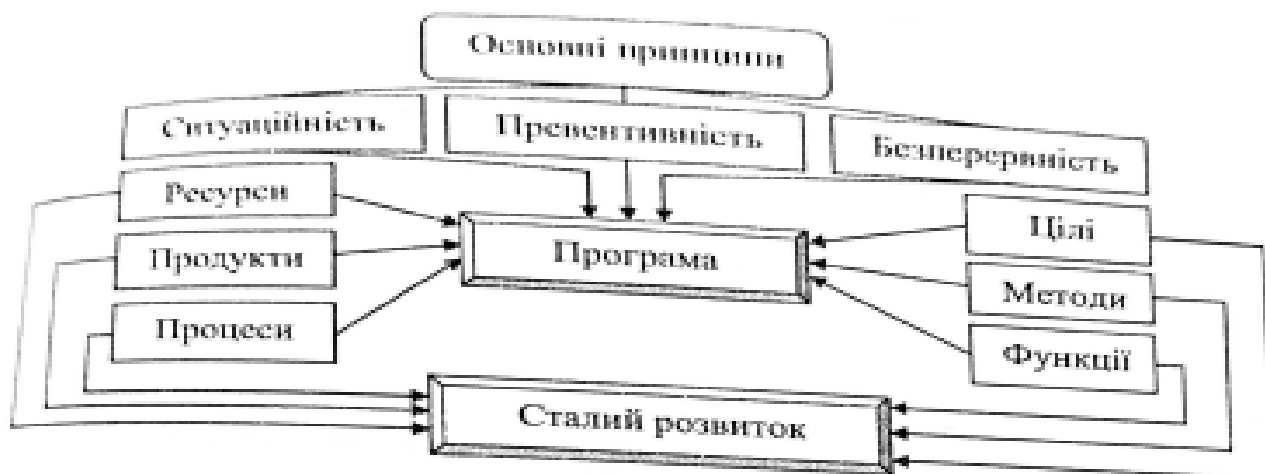 Основні принципи
Ситуаційність
Превентивність
Безперервність
Ресурси
Продукти
Процеси
Програма
Цілі
Методи
Функції
Сталий розвиток